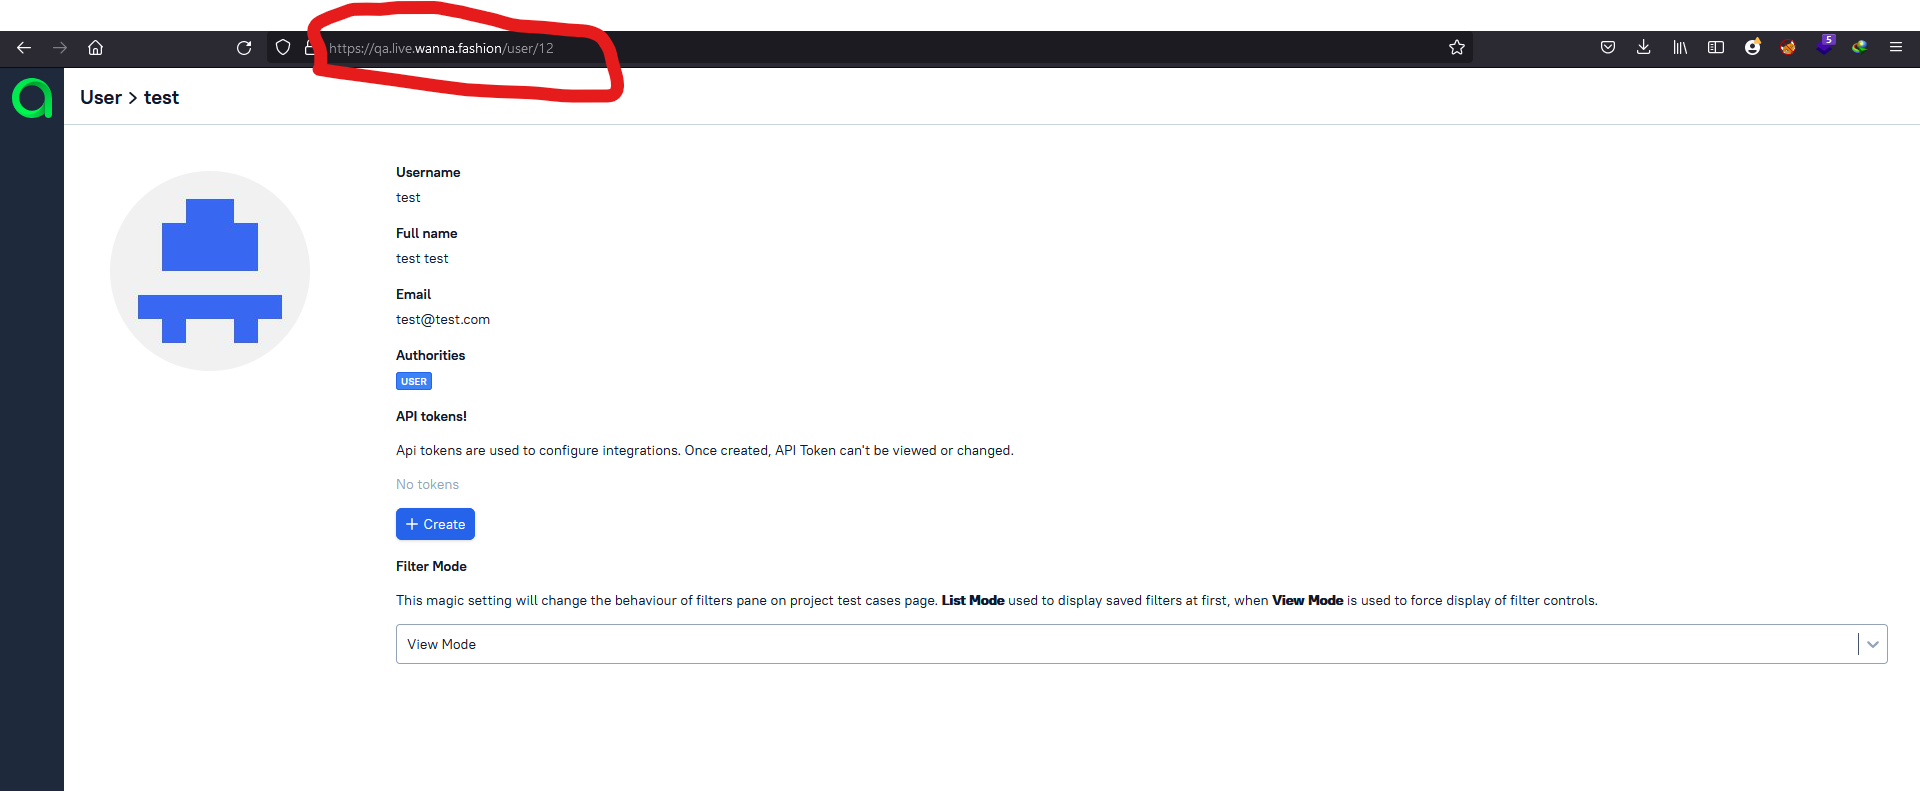 https://qa.live.wanna.fashion/user/12
5
User > test
Username
test
Full name
test test
Email
test@test.com
Authorities
USER
API tokens!
Api tokens are used to configure integrations. Once created, API Token can't be viewed or changed.
No tokens
+ Create
Filter Mode
This magic setting will change the behaviour of filters pane on project test cases page. List Mode used to display saved filters at first, when View Mode is used to force display of filter controls.
View Mode